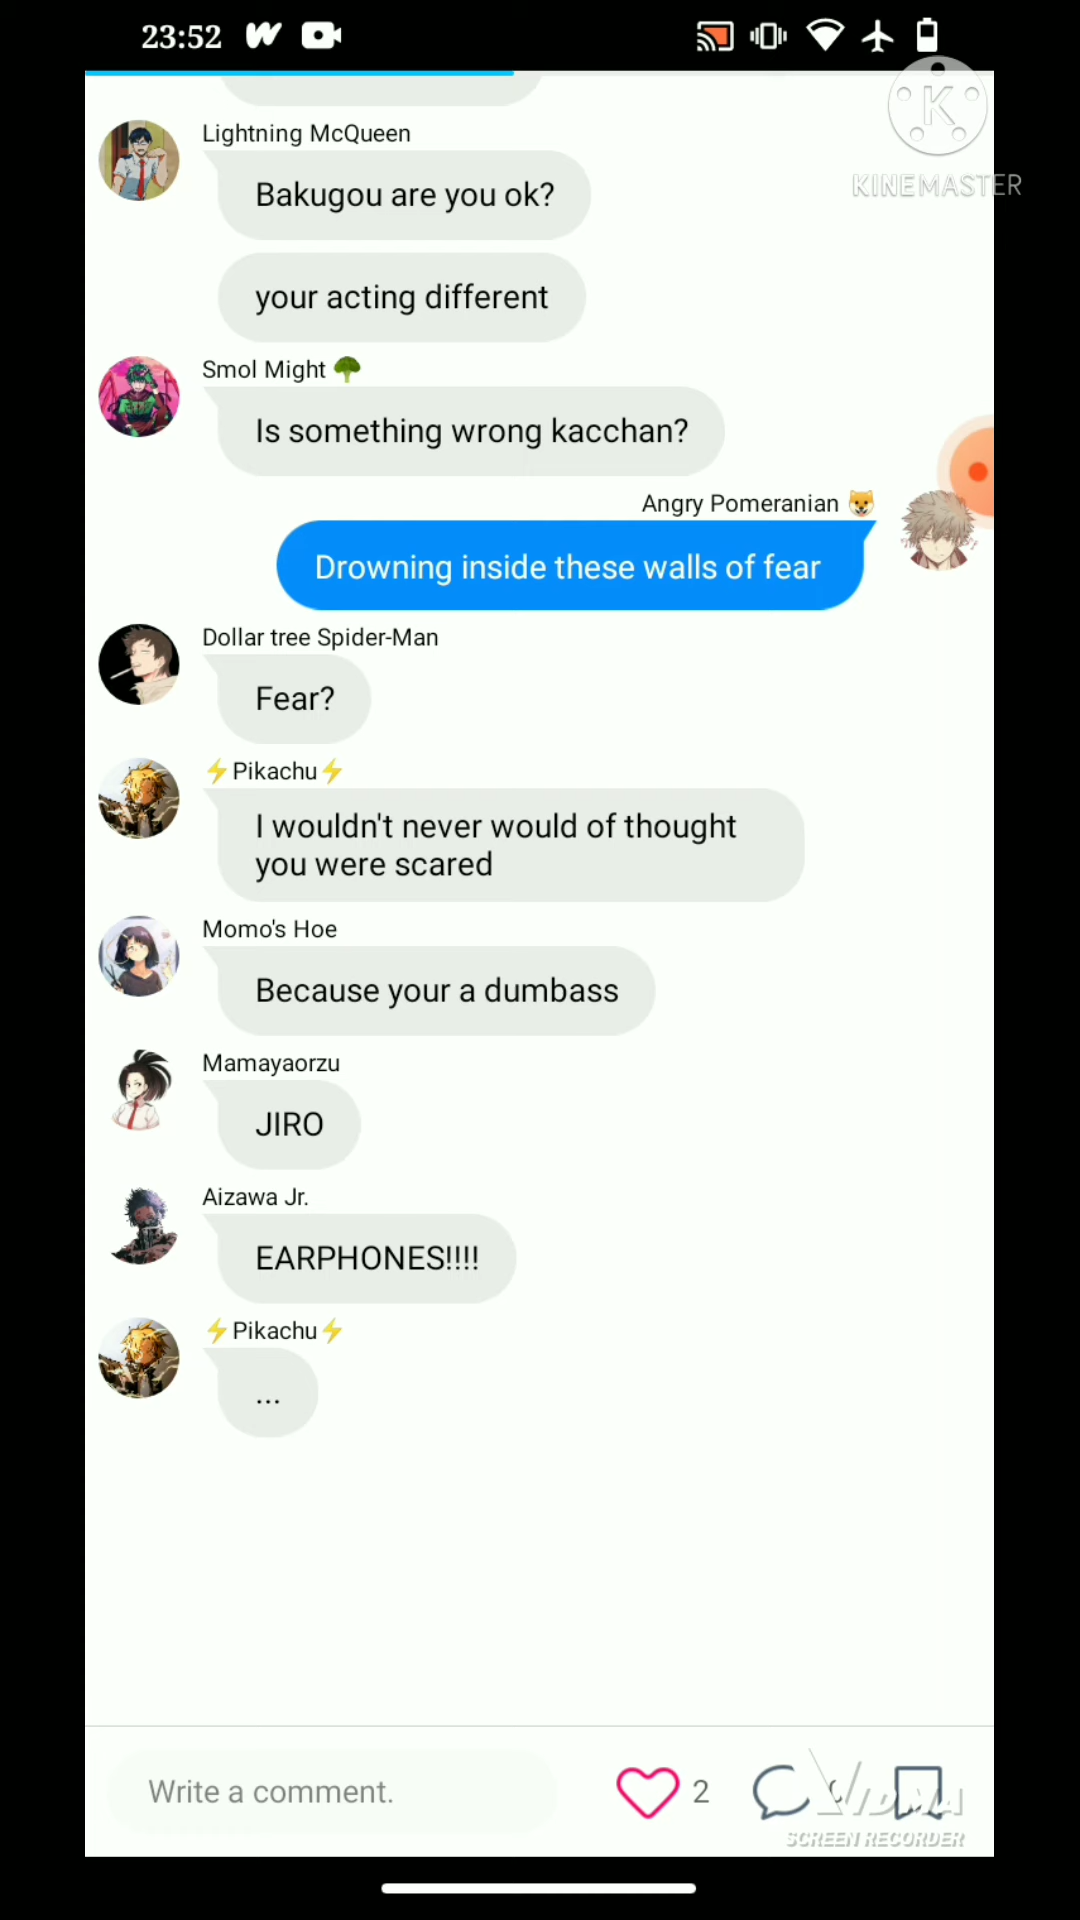 23:52
KINEMASTER
Lightning McQueen
Bakugou are you ok?
your acting different
Smol Might 🥦
Is something wrong kacchan?
Angry Pomeranian 🐶
Drowning inside these walls of fear
Dollar tree Spider-Man
Fear?
⚡Pikachu⚡
I wouldn't never would of thought
you were scared
Momo's Hoe
Because your a dumbass
Mamayaorzu
JIRO
Aizawa Jr.
EARPHONES!!!!
⚡Pikachu⚡
...
Write a comment.
2
VIDMA
SCREEN RECORDER